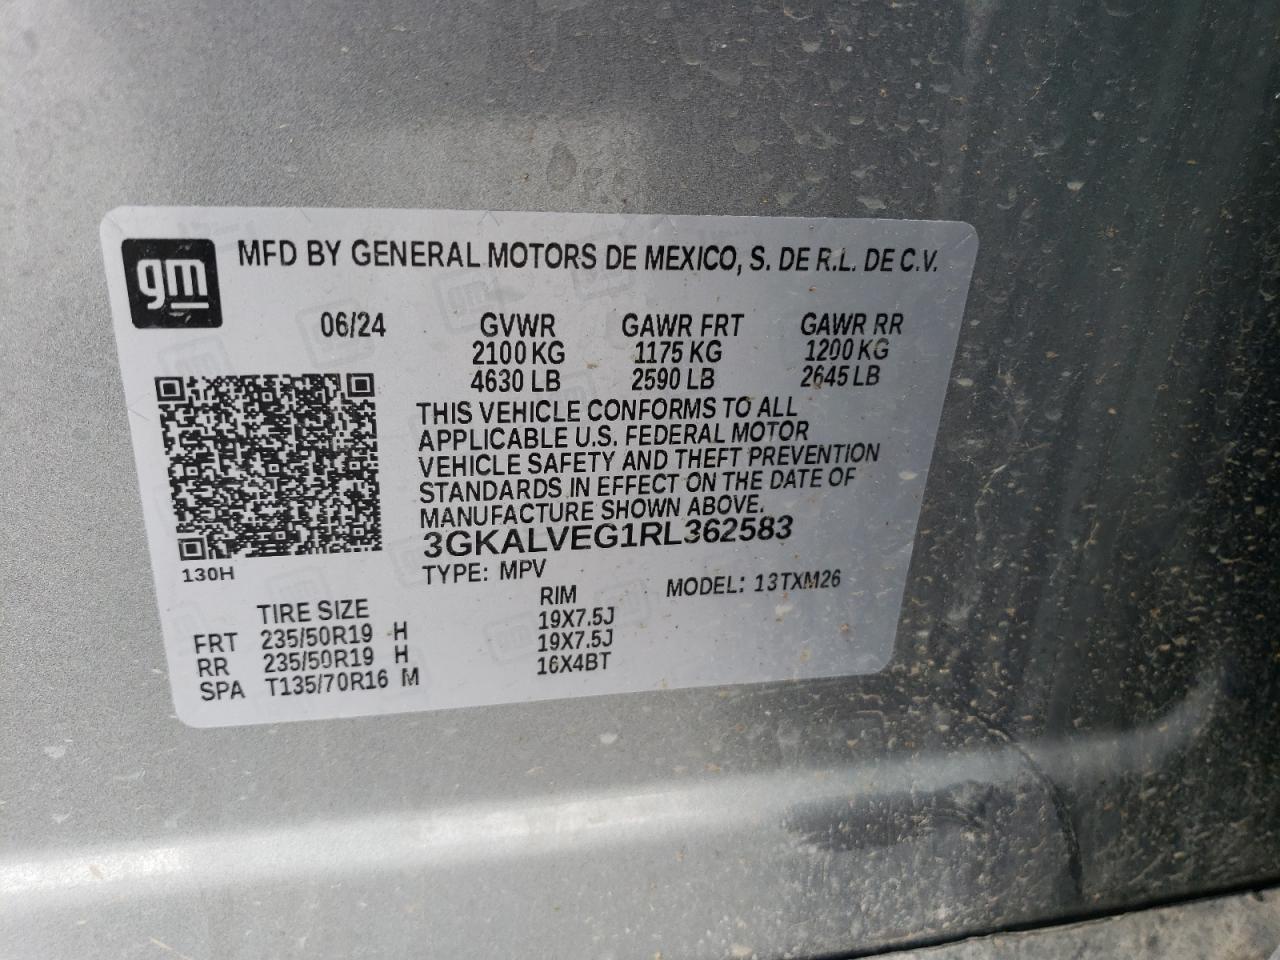 gm
MFD BY GENERAL MOTORS DE MEXICO, S. DE R.L. DE C.V.
06/24 GVWR GAWR FRT GAWR RR
2100 KG 1175 KG 1200 KG
4630 LB 2590 LB 2645 LB
THIS VEHICLE CONFORMS TO ALL
APPLICABLE U.S. FEDERAL MOTOR
VEHICLE SAFETY AND THEFT PREVENTION
STANDARDS IN EFFECT ON THE DATE OF
MANUFACTURE SHOWN ABOVE.
3GKALVEG1RL362583
130H
TYPE: MPV MODEL: 13TXM26
TIRE SIZE RIM
FRT 235/50R19 H 19X7.5J
RR 235/50R19 H 19X7.5J
SPA T135/70R16 M 16X4BT